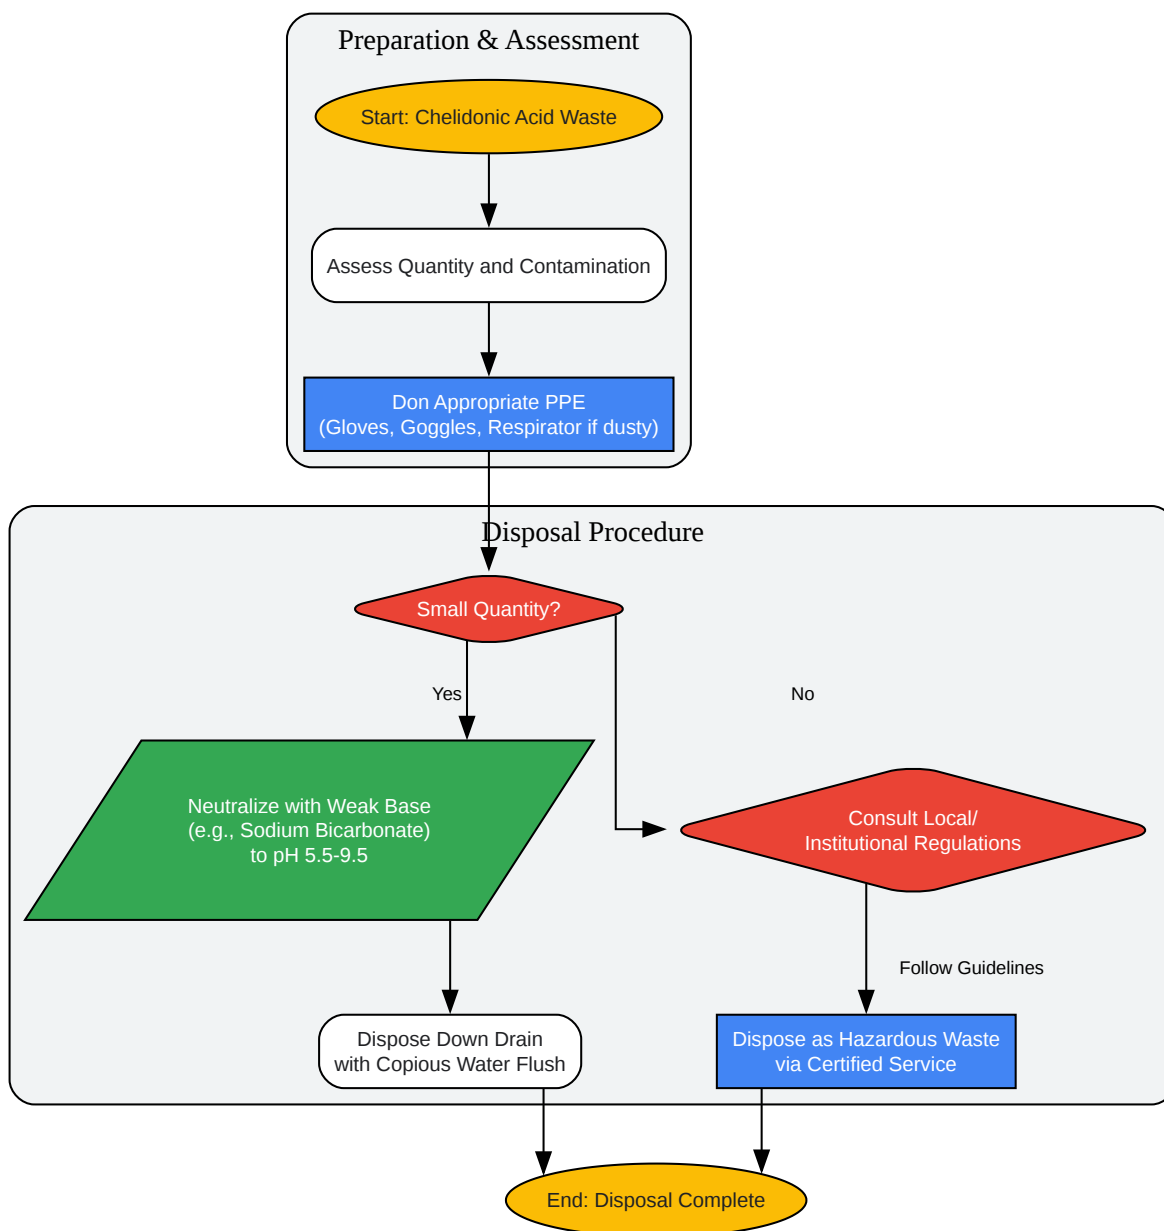 Preparation & Assessment
Start: Chelidonic Acid Waste
Assess Quantity and Contamination
Don Appropriate PPE
(Gloves, Goggles, Respirator if dusty)
Disposal Procedure
Small Quantity?
Yes
No
Neutralize with Weak Base
(e.g., Sodium Bicarbonate)
to pH 5.5-9.5
Consult Local/
Institutional Regulations
Follow Guidelines
Dispose Down Drain
with Copious Water Flush
Dispose as Hazardous Waste
via Certified Service
End: Disposal Complete